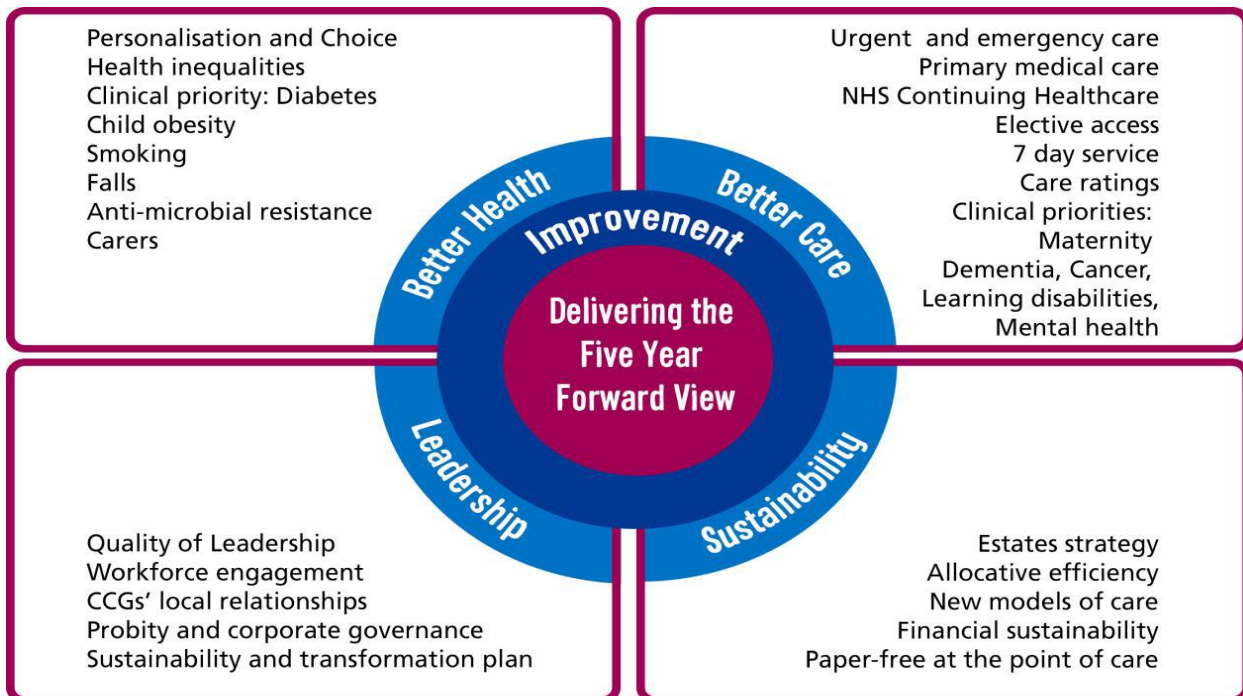 Personalisation and Choice
Health inequalities
Clinical priority: Diabetes
Child obesity
Smoking
Falls
Anti-microbial resistance
Carers
Urgent and emergency care
Primary medical care
NHS Continuing Healthcare
Elective access
7 day service
Care ratings
Clinical priorities:
Maternity
Dementia, Cancer,
Learning disabilities,
Mental health
Better Health
Better Care
Improvement
Delivering the
Five Year
Forward View
Leadership
Sustainability
Quality of Leadership
Workforce engagement
CCGs’ local relationships
Probity and corporate governance
Sustainability and transformation plan
Estates strategy
Allocative efficiency
New models of care
Financial sustainability
Paper-free at the point of care